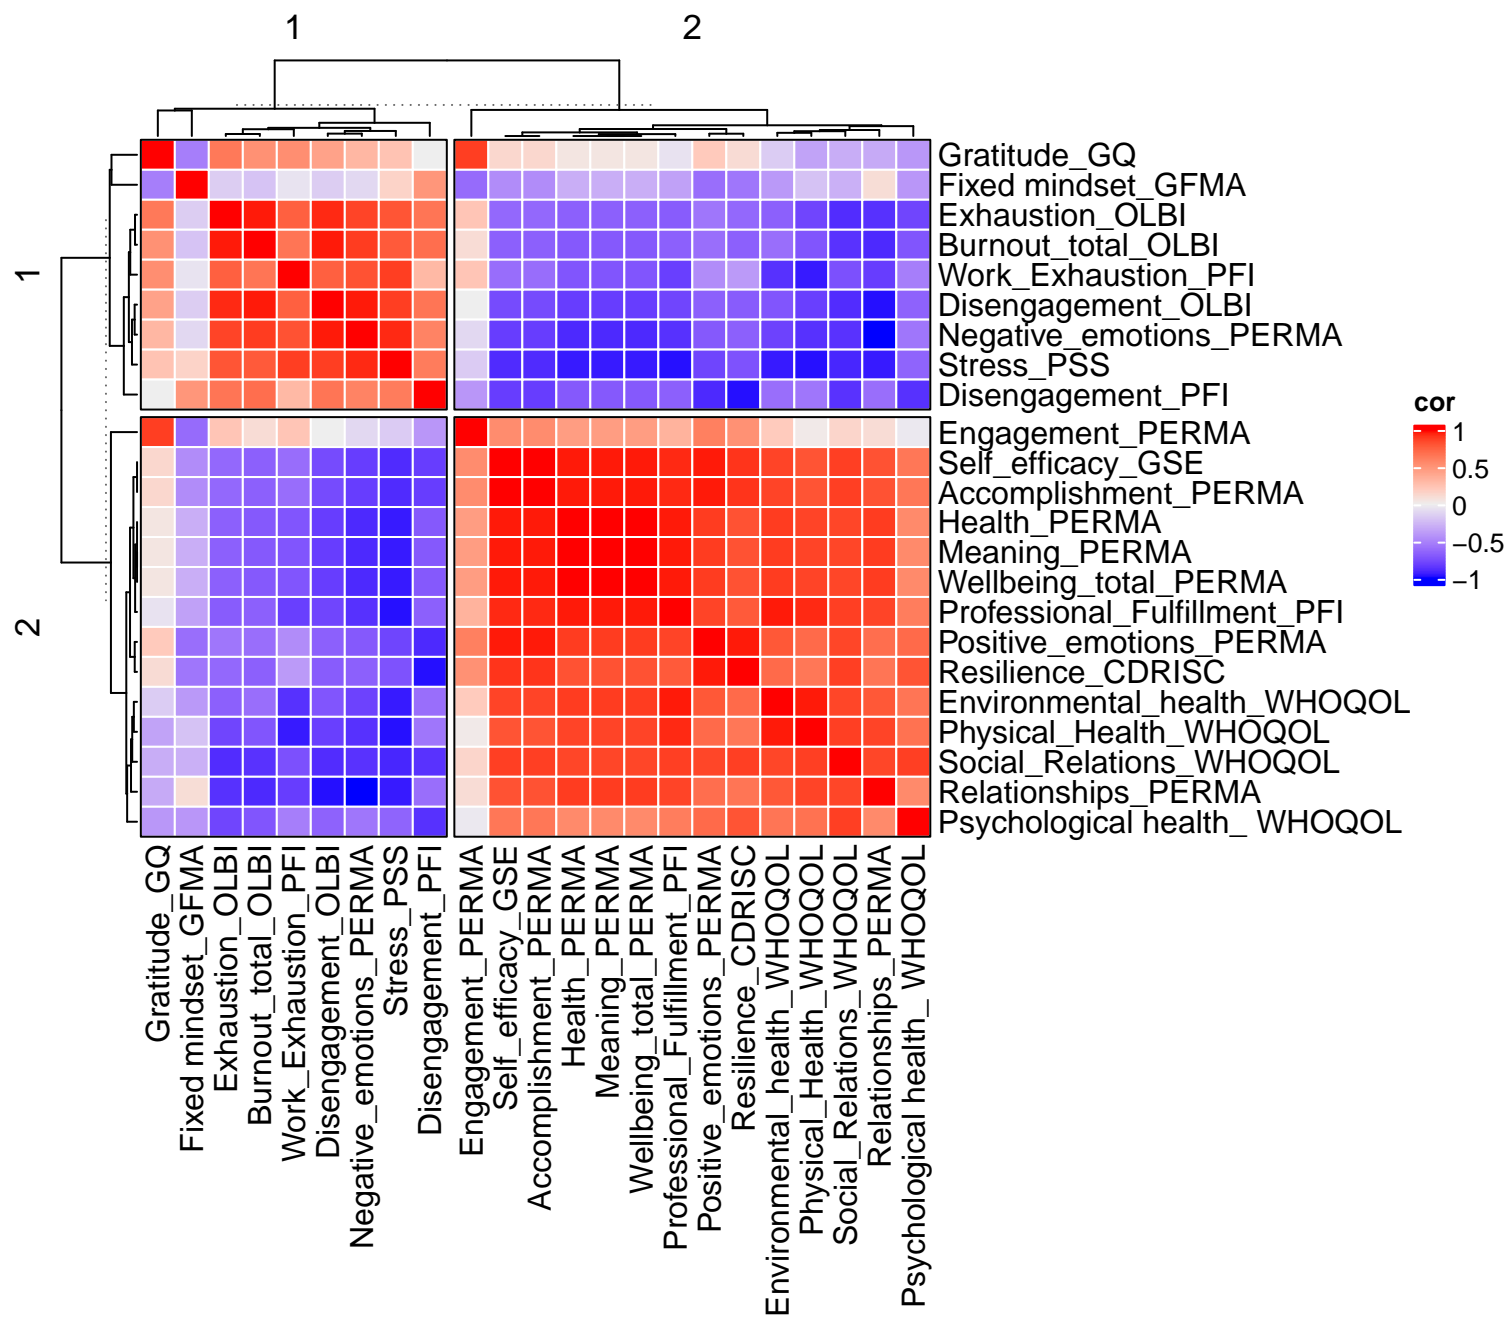 1
2
1
2
Gratitude_GQ
Fixed mindset_GFMA
Exhaustion_OLBI
Burnout_total_OLBI
Work_Exhaustion_PFI
Disengagement_OLBI
Negative_emotions_PERMA
Stress_PSS
Disengagement_PFI
Engagement_PERMA
Self_efficacy_GSE
Accomplishment_PERMA
Health_PERMA
Meaning_PERMA
Wellbeing_total_PERMA
Professional_Fulfillment_PFI
Positive_emotions_PERMA
Resilience_CDRISC
Environmental_health_WHOQOL
Physical_Health_WHOQOL
Social_Relations_WHOQOL
Relationships_PERMA
Psychological health_ WHOQOL
cor
1
0.5
0
−0.5
−1
Gratitude_GQ
Fixed mindset_GFMA
Exhaustion_OLBI
Burnout_total_OLBI
Work_Exhaustion_PFI
Disengagement_OLBI
Negative_emotions_PERMA
Stress_PSS
Disengagement_PFI
Engagement_PERMA
Self_efficacy_GSE
Accomplishment_PERMA
Health_PERMA
Meaning_PERMA
Wellbeing_total_PERMA
Professional_Fulfillment_PFI
Positive_emotions_PERMA
Resilience_CDRISC
Environmental_health_WHOQOL
Physical_Health_WHOQOL
Social_Relations_WHOQOL
Relationships_PERMA
Psychological health_ WHOQOL